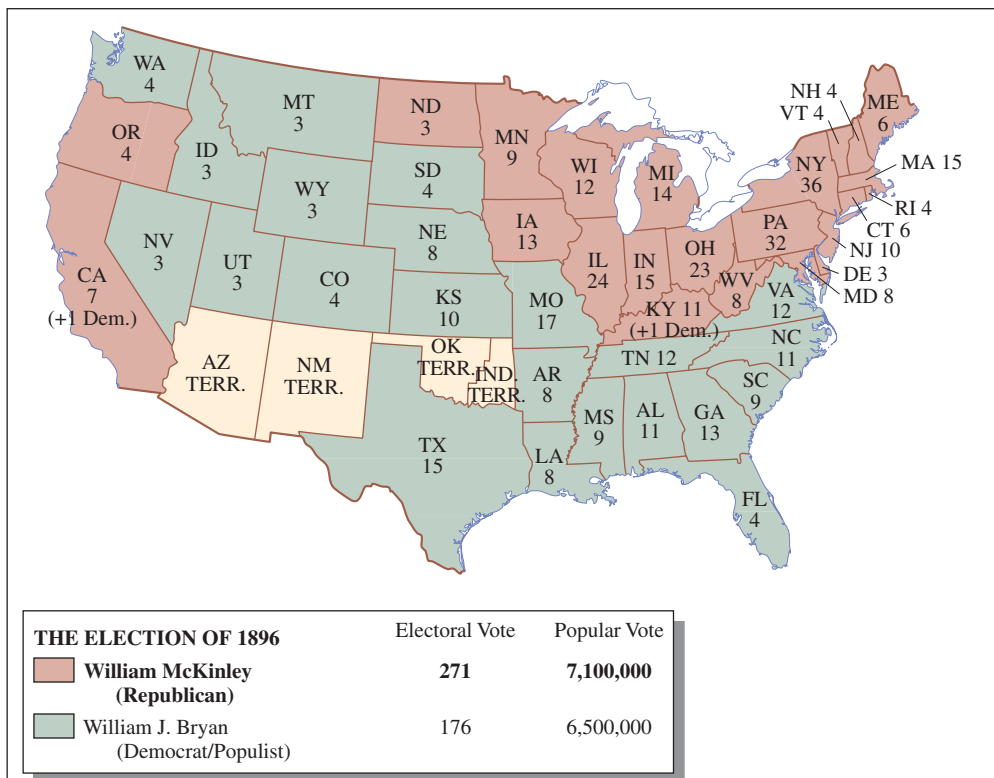 WA
4
OR
4
CA
7
(+1 Dem.)
ID
3
NV
3
MT
3
WY
3
UT
3
CO
4
AZ
TERR.
NM
TERR.
ND
3
SD
4
NE
8
KS
10
OK
TERR.
IND.
TERR.
TX
15
MN
9
IA
13
MO
17
AR
8
LA
8
WI
12
IL
24
MI
14
IN
15
OH
23
KY 11
(+1 Dem.)
TN 12
MS
9
AL
11
GA
13
FL
4
SC
9
NC
11
VA
12
WV
8
PA
32
NY
36
VT 4
NH 4
ME
6
MA 15
RI 4
CT 6
NJ 10
DE 3
MD 8
THE ELECTION OF 1896 Electoral Vote Popular Vote
William McKinley 271 7,100,000
(Republican)
William J. Bryan 176 6,500,000
(Democrat/Populist)